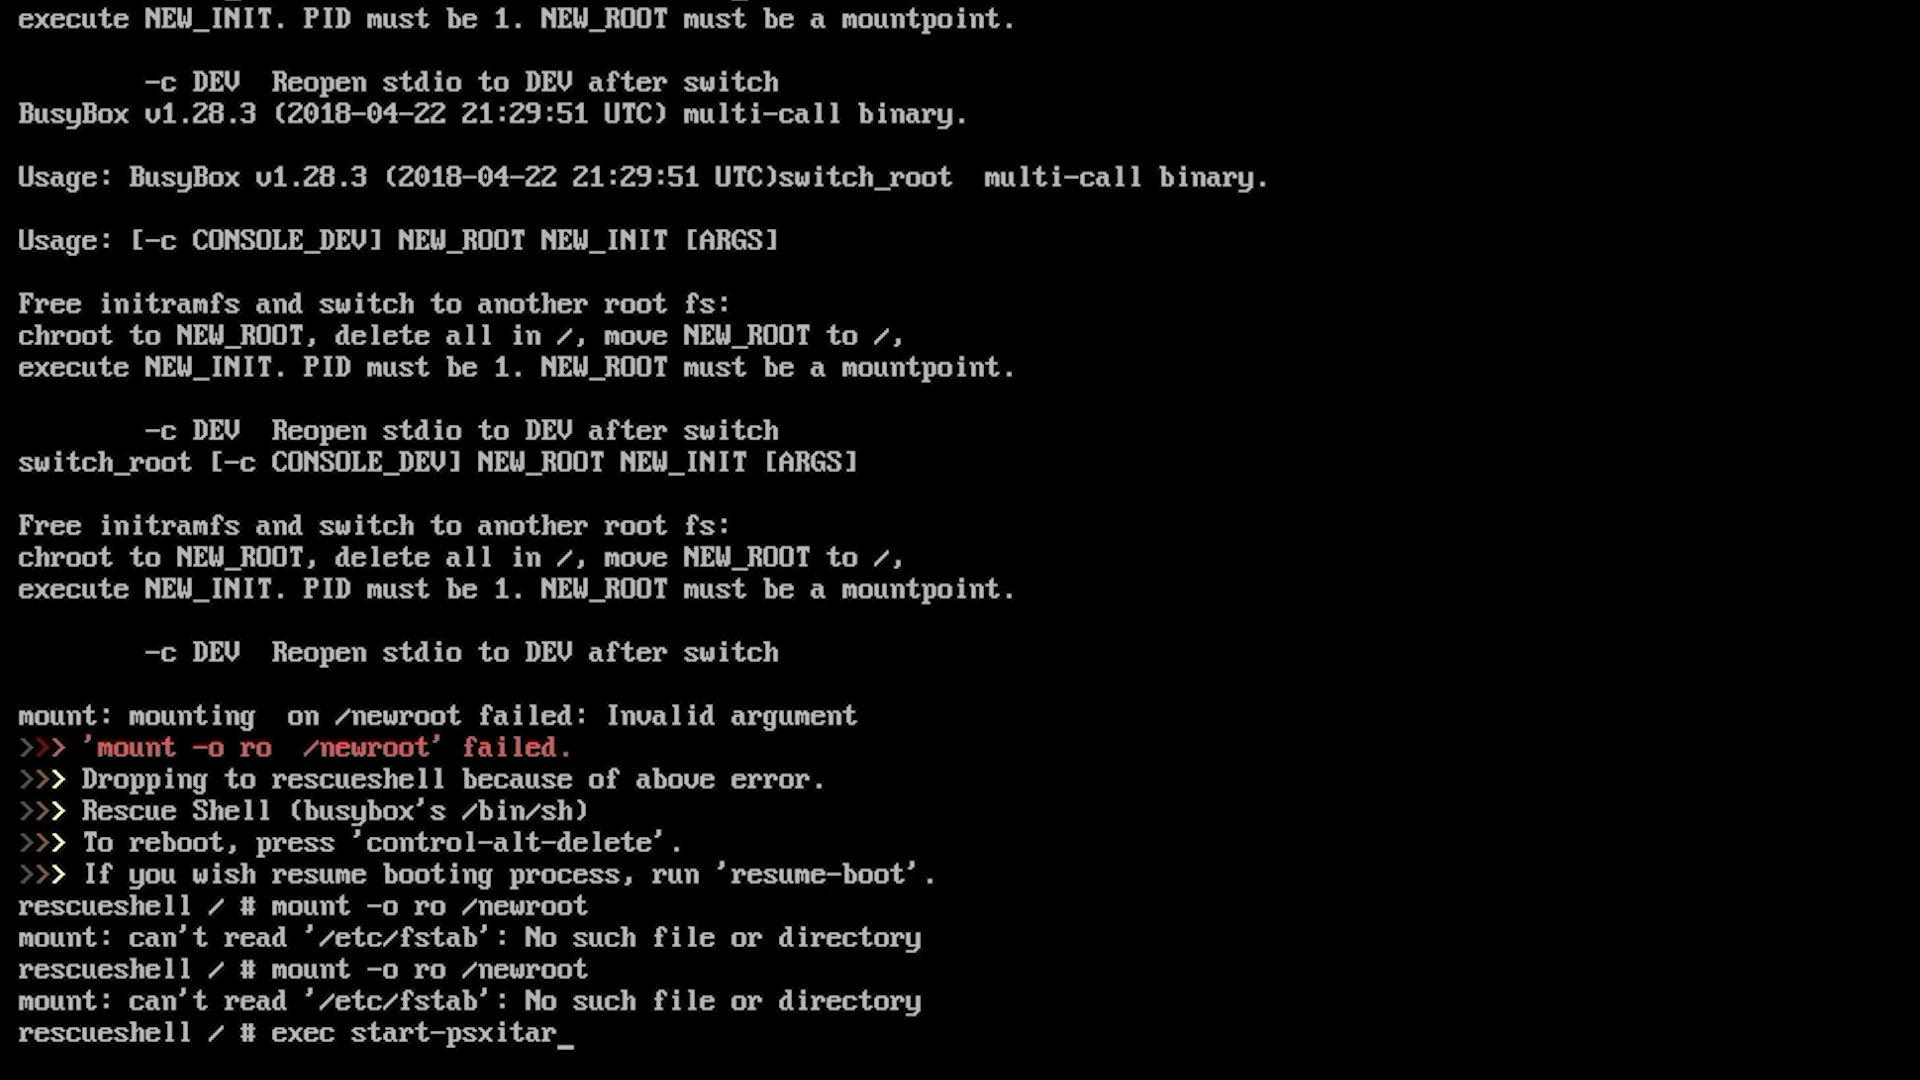 execute NEW_INIT. PID must be 1. NEW_ROOT must be a mountpoint.
-c DEV  Reopen stdio to DEV after switch
BusyBox v1.28.3 (2018-04-22 21:29:51 UTC) multi-call binary.
Usage: BusyBox v1.28.3 (2018-04-22 21:29:51 UTC)switch_root  multi-call binary.
Usage: [-c CONSOLE_DEV] NEW_ROOT NEW_INIT [ARGS]
Free initramfs and switch to another root fs:
chroot to NEW_ROOT, delete all in /, move NEW_ROOT to /,
execute NEW_INIT. PID must be 1. NEW_ROOT must be a mountpoint.
-c DEV  Reopen stdio to DEV after switch
switch_root [-c CONSOLE_DEV] NEW_ROOT NEW_INIT [ARGS]
Free initramfs and switch to another root fs:
chroot to NEW_ROOT, delete all in /, move NEW_ROOT to /,
execute NEW_INIT. PID must be 1. NEW_ROOT must be a mountpoint.
-c DEV  Reopen stdio to DEV after switch
mount: mounting  on /newroot failed: Invalid argument
>>> 'mount -o ro  /newroot' failed.
>>> Dropping to rescueshell because of above error.
>>> Rescue Shell (busybox's /bin/sh)
>>> To reboot, press 'control-alt-delete'.
>>> If you wish resume booting process, run 'resume-boot'.
rescueshell / # mount -o ro /newroot
mount: can't read '/etc/fstab': No such file or directory
rescueshell / # mount -o ro /newroot
mount: can't read '/etc/fstab': No such file or directory
rescueshell / # exec start-psxitar_